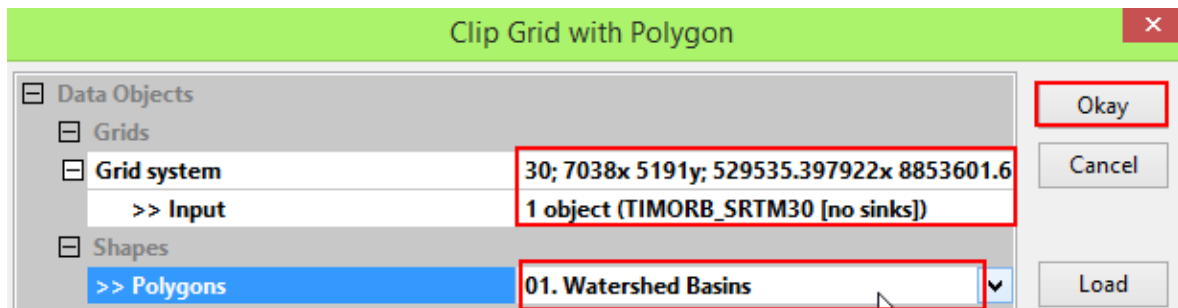 Clip Grid with Polygon
Data Objects
Okay
Grids
Grid system 30; 7038x 5191y; 529535.397922x 8853601.6
Cancel
>> Input 1 object (TIMORB_SRTM30 [no sinks])
Shapes
>> Polygons 01. Watershed Basins
Load